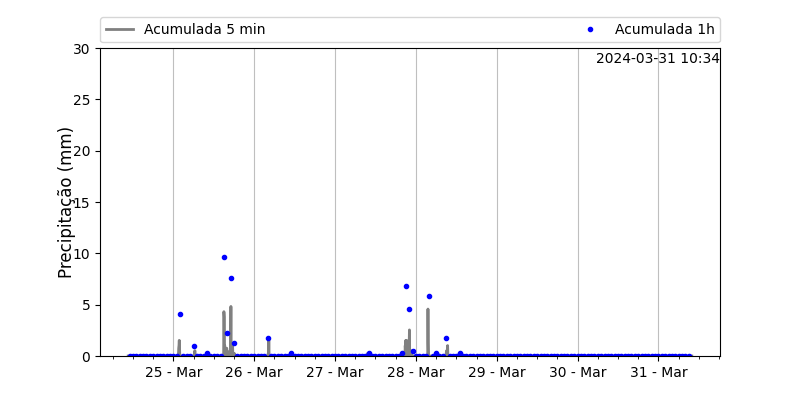 Acumulada 5 min
Acumulada 1h
2024-03-31 10:34
Precipitação (mm)
30
25
20
15
10
5
0
25 - Mar
26 - Mar
27 - Mar
28 - Mar
29 - Mar
30 - Mar
31 - Mar